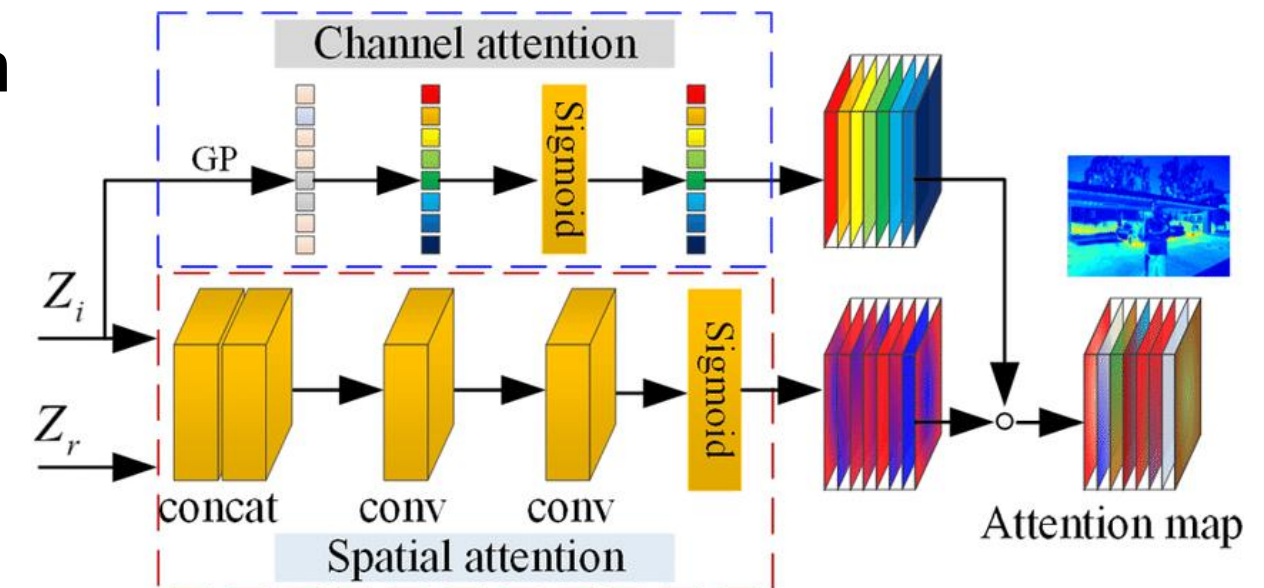 n
Channel attention
GP
Sigmoid
Z_i
Z_r
Sigmoid
concat
conv
conv
Spatial attention
Attention map